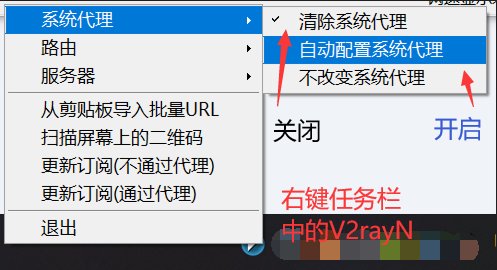 系统代理
路由
服务器
从剪贴板导入批量URL
扫描屏幕上的二维码
更新订阅(不通过代理)
更新订阅(通过代理)
退出
清除系统代理
自动配置系统代理
不改变系统代理
关闭
开启
右键任务栏
中的V2rayN